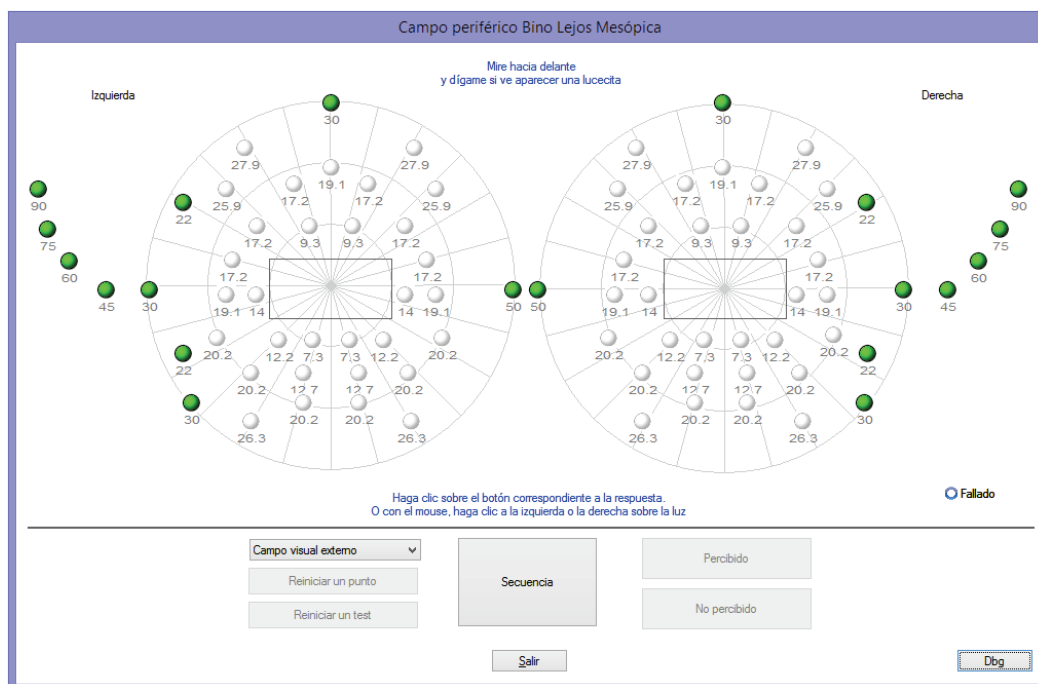 Campo periférico Bino Lejos Mesópica
Mire hacia delante
y dígame si ve aparecer una lucecita
Izquierda
Derecha
30 30
27.9 27.9 27.9 27.9
19.1 19.1
90 25.9 17.2 17.2 25.9 25.9 17.2 17.2 25.9 90
22 22
75 17.2 9.3 9.3 17.2 17.2 9.3 9.3 17.2 75
60 17.2 17.2 17.2 17.2 60
45 30 19.1 14 14 19.1 50 50 19.1 14 14 19.1 30 45
20.2 12.2 7.3 7.3 12.2 20.2 20.2 12.2 7.3 7.3 12.2 20.2
22 22
20.2 12.7 12.7 20.2 20.2 12.7 12.7 20.2
30 20.2 20.2 20.2 20.2 30
26.3 26.3 26.3 26.3
Haga clic sobre el botón correspondiente a la respuesta.
O con el mouse, haga clic a la izquierda o la derecha sobre la luz
Fallado
Campo visual externo
Reiniciar un punto
Reiniciar un test
Secuencia
Percibido
No percibido
Salir
Dbg